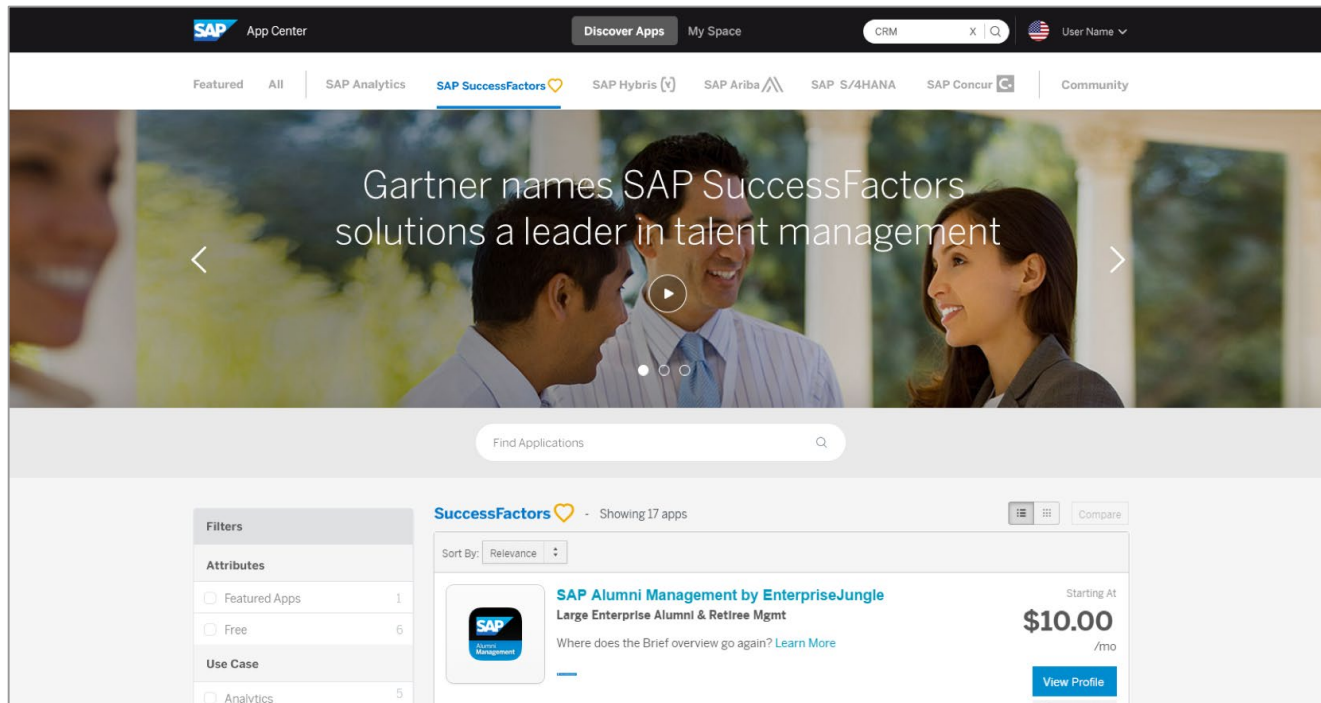 SAP App Center Discover Apps My Space CRM X User Name
Featured All SAP Analytics SAP SuccessFactors SAP Hybris (Y) SAP Ariba SAP S/4HANA SAP Concur C. Community
Gartner names SAP SuccessFactors
solutions a leader in talent management
Find Applications
SuccessFactors - Showing 17 apps Compare
Filters
Sort By: Relevance
Attributes
Featured Apps 1
Free 6
Use Case
Analytics 5
SAP
Alumni
Management
SAP Alumni Management by EnterpriseJungle
Large Enterprise Alumni & Retiree Mgmt
Where does the Brief overview go again? Learn More
Starting At
$10.00
/mo
View Profile